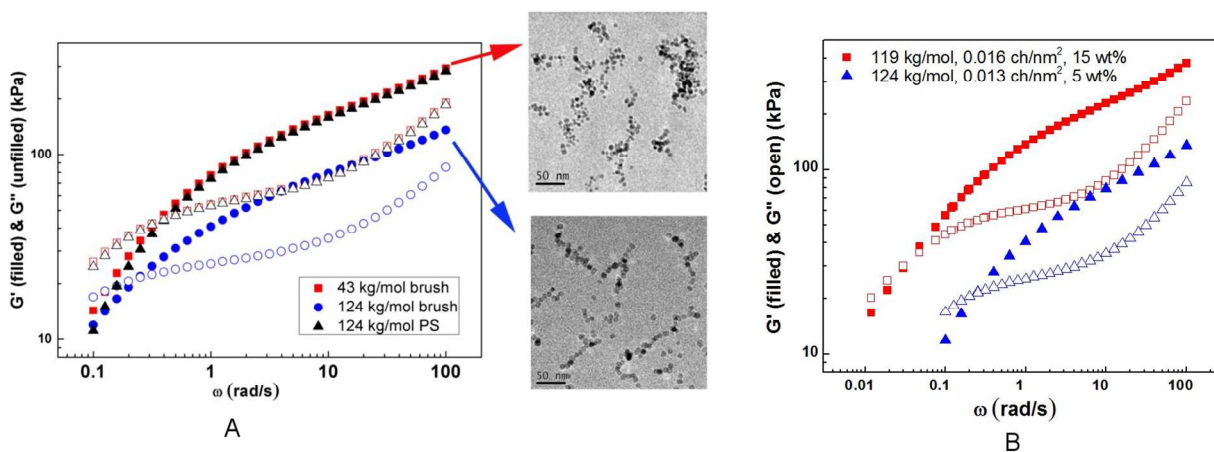 G' (filled) & G" (unfilled) (kPa)
100
10
0.1
1
10
100
ω (rad/s)
43 kg/mol brush
124 kg/mol brush
124 kg/mol PS
A
50 nm
50 nm
G' (filled) & G" (open) (kPa)
119 kg/mol, 0.016 ch/nm², 15 wt%
124 kg/mol, 0.013 ch/nm², 5 wt%
100
10
0.01
0.1
1
10
100
ω (rad/s)
B